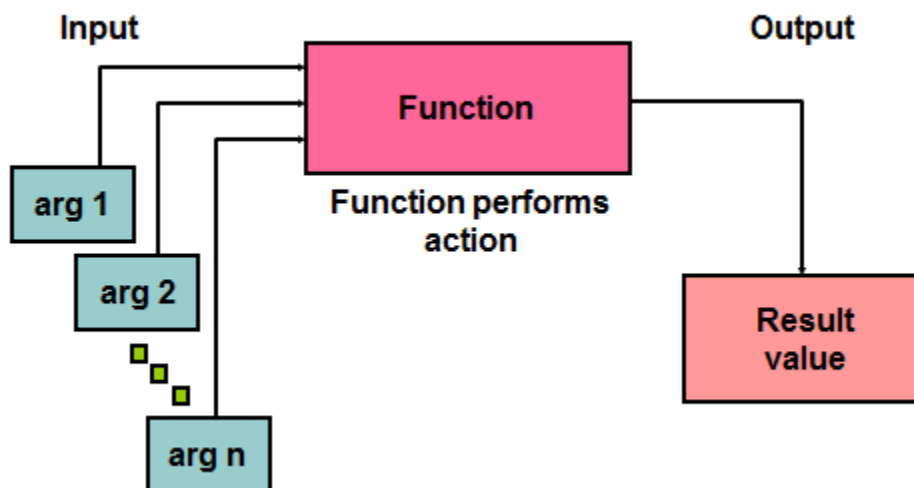 Input
Output
Function
Function performs
action
arg 1
arg 2
arg n
Result
value